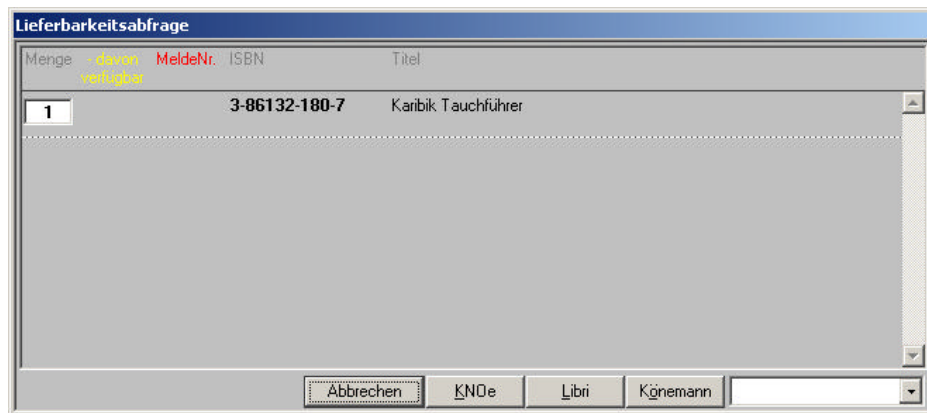 Lieferbarkeitsabfrage
Menge - davon MeldeNr. ISBN Titel
verfügbar
1 3-86132-180-7 Karibik Tauchführer
Abbrechen KNOe Libri Könemann